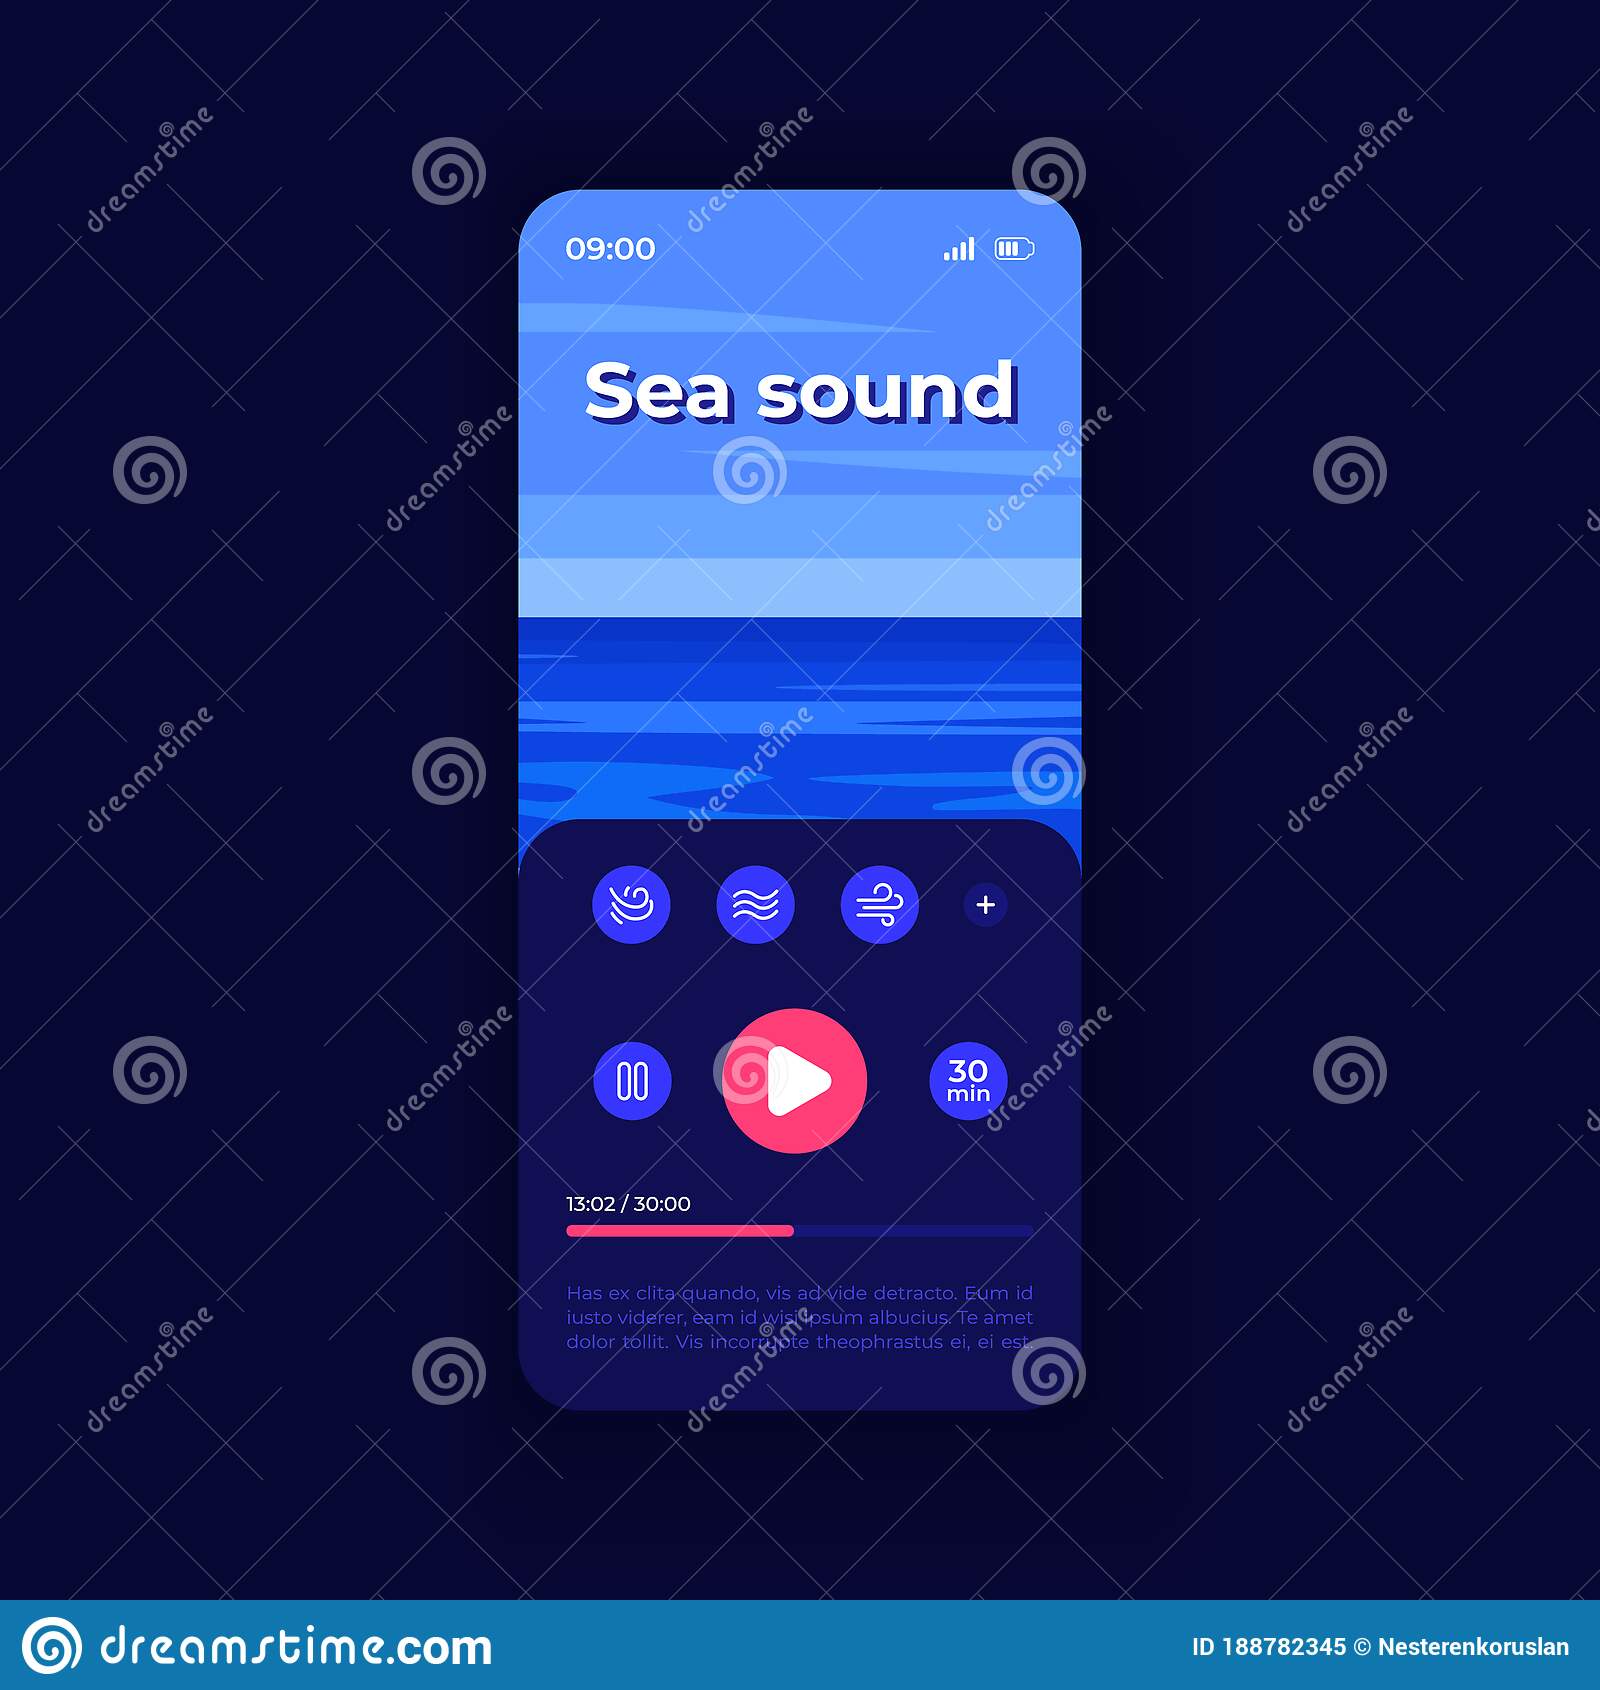 09:00
Sea sound
30
min
13:02 / 30:00
Has ex clita quando, vis ad vide detracto. Eum id
iusto viderer, eam id wisi ipsum albucius. Te amet
dolor tollit. Vis incorrupte theophrastus ei, ei est.
dreamstime.com
ID 188782345 © Nesterenkoruslan